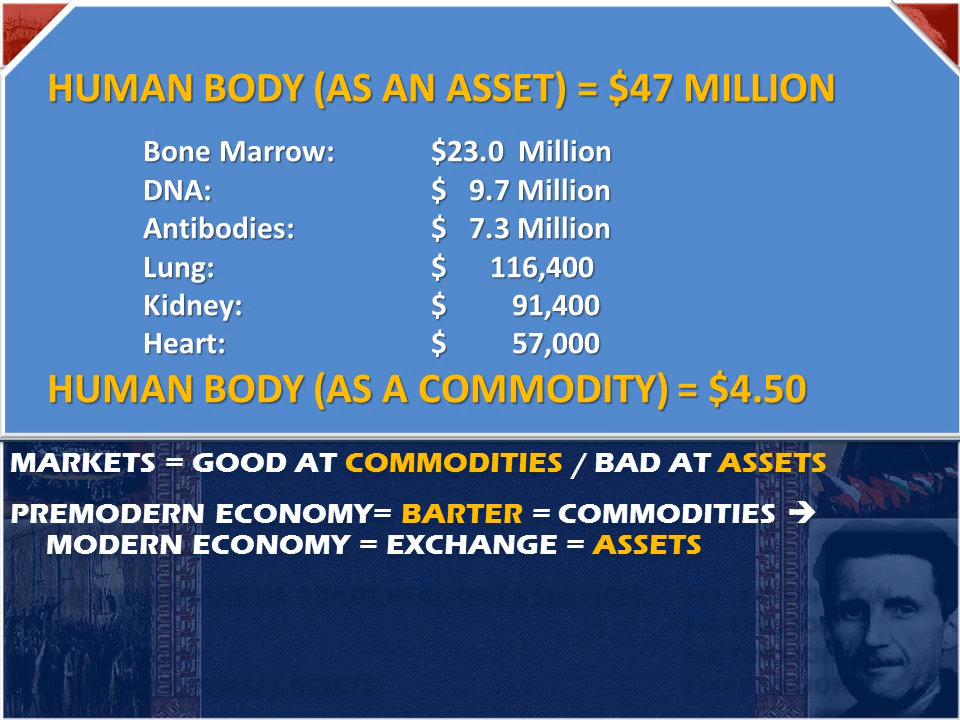 HUMAN BODY (AS AN ASSET) = $47 MILLION
Bone Marrow: $23.0 Million
DNA: $ 9.7 Million
Antibodies: $ 7.3 Million
Lung: $ 116,400
Kidney: $ 91,400
Heart: $ 57,000
HUMAN BODY (AS A COMMODITY) = $4.50
MARKETS = GOOD AT COMMODITIES / BAD AT ASSETS
PREMODERN ECONOMY= BARTER = COMMODITIES →
MODERN ECONOMY = EXCHANGE = ASSETS